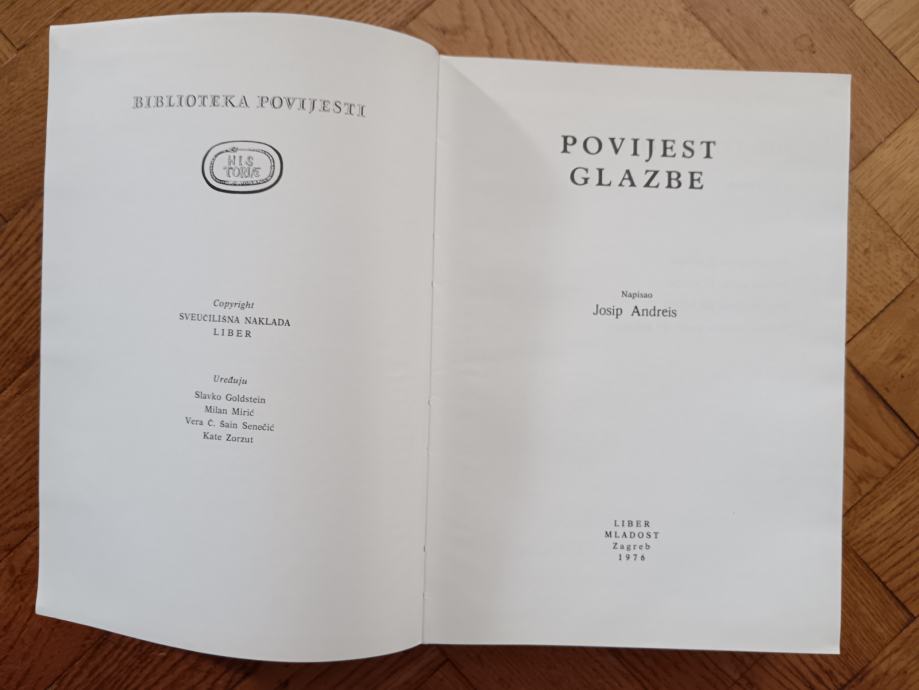 BIBLIOTEKA POVIJESTI
HIS
TORIÆ
Copyright
SVEUČILIŠNA NAKLADA
LIBER
Uređuju
Slavko Goldstein
Milan Mirić
Vera Č. Šain Senečić
Kate Zorzut
POVIJEST
GLAZBE
Napisao
Josip Andreis
LIBER
MLADOST
Zagreb
1976